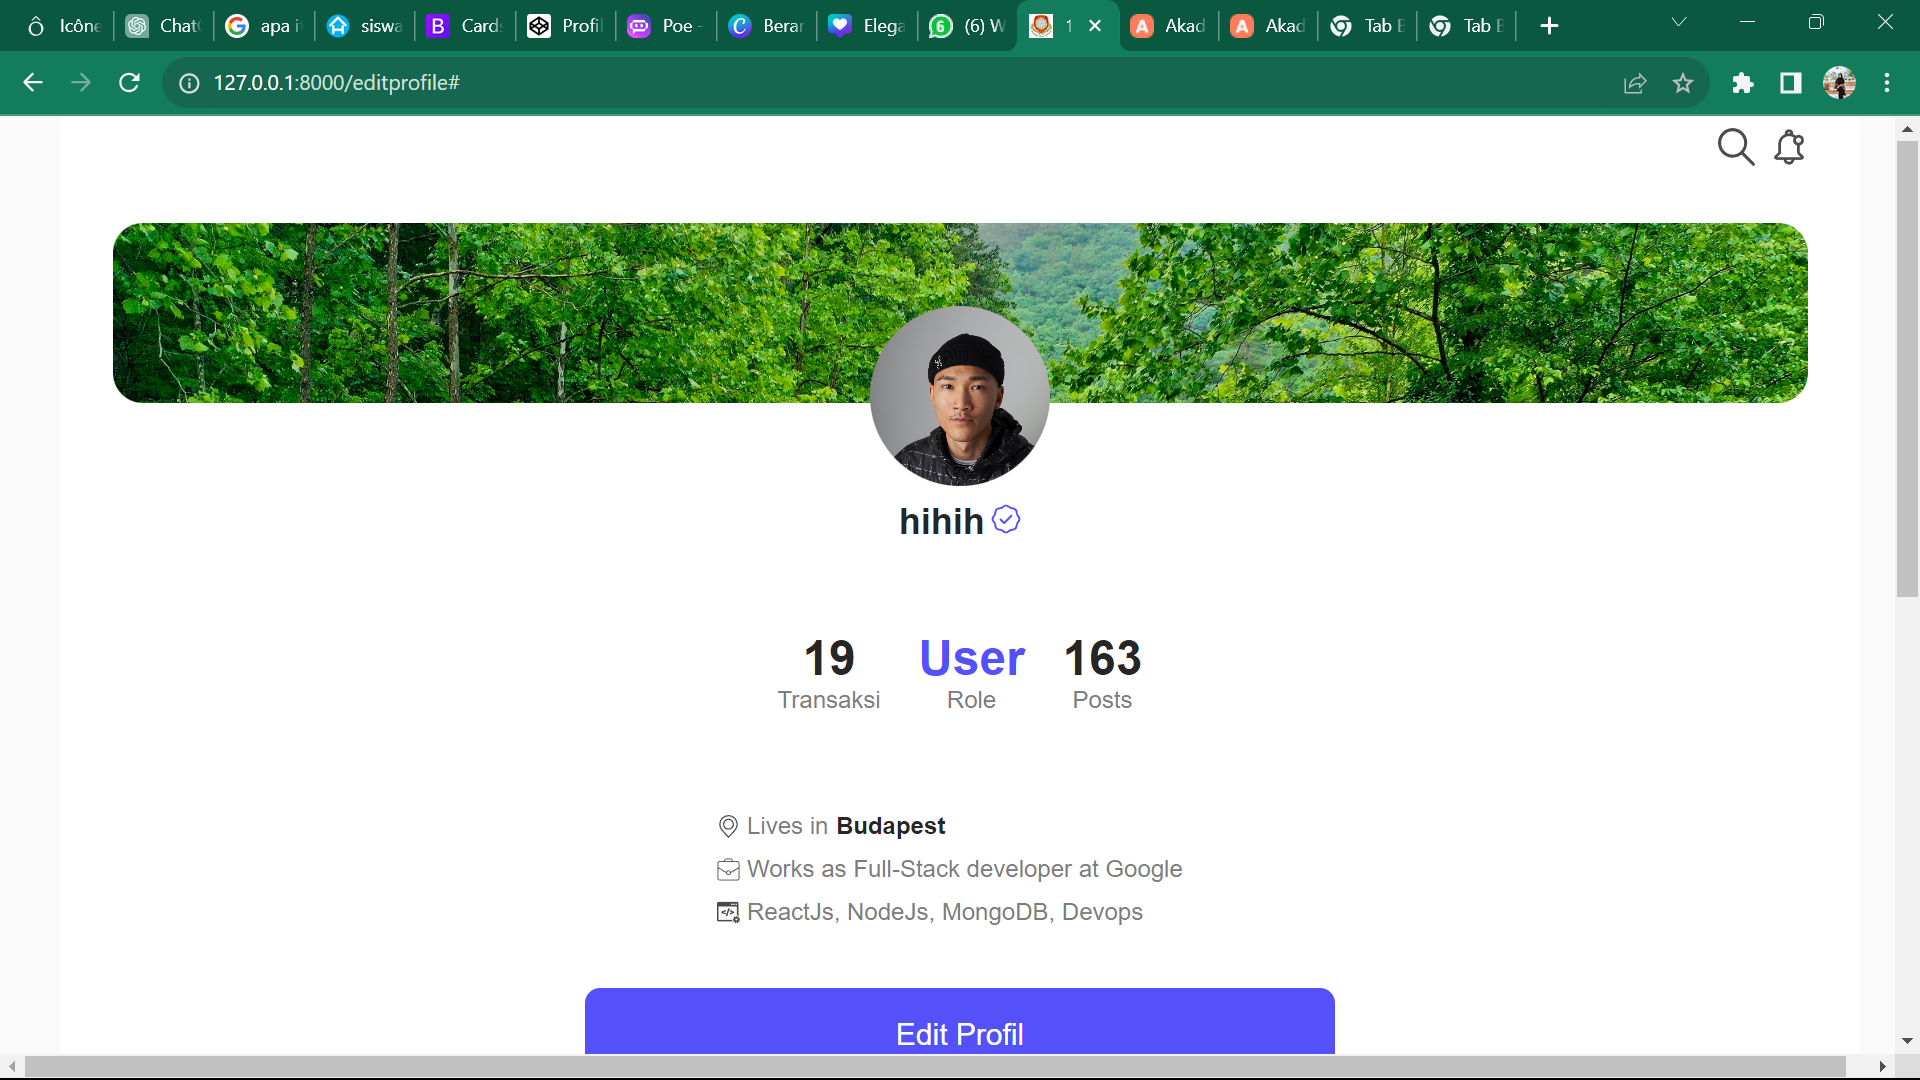 Icône Chat apa i siswa B Card Profil Poe - Berar Elega 6 (6) W 1 A Akad A Akad Tab B Tab B
127.0.0.1:8000/editprofile#
hihih
19 User 163
Transaksi Role Posts
Lives in Budapest
Works as Full-Stack developer at Google
ReactJs, NodeJs, MongoDB, Devops
Edit Profil